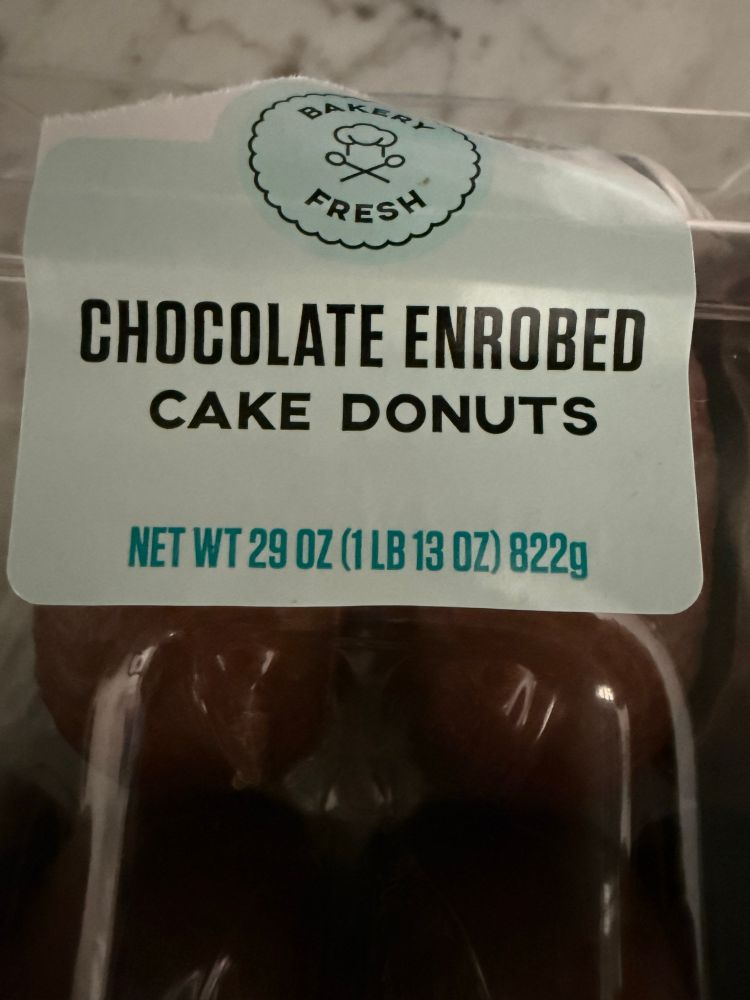 BAKERY
FRESH
CHOCOLATE ENROBED
CAKE DONUTS
NET WT 29 OZ (1 LB 13 OZ) 822g